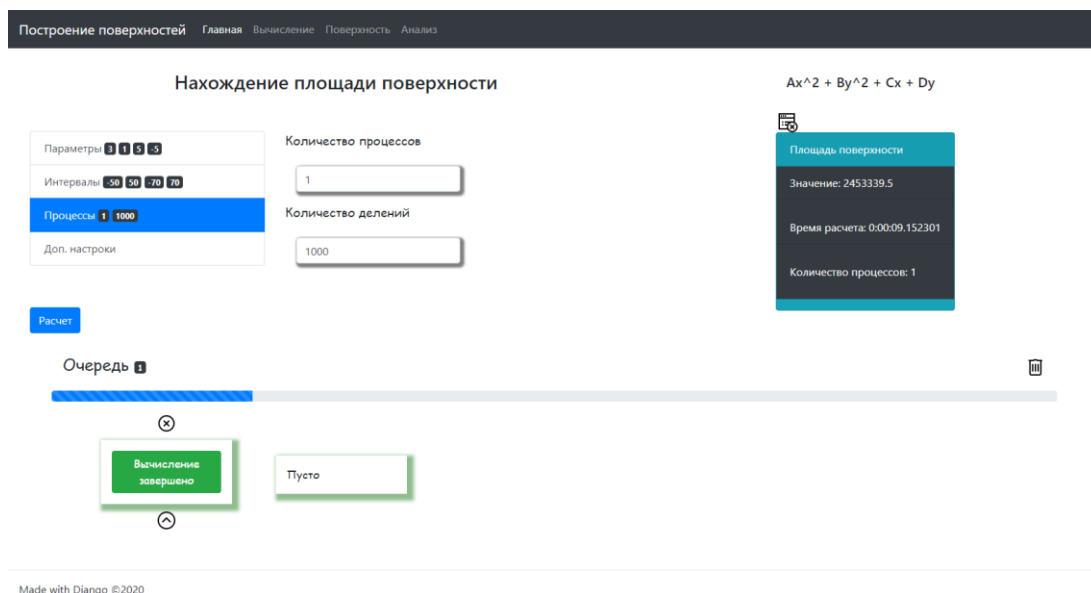 Построение поверхностей Главная Вычисление Поверхность Анализ
Нахождение площади поверхности
Ax^2 + By^2 + Cx + Dy
Параметры 3 1 5 -5
Интервалы -50 50 -70 70
Процессы 1 1000
Доп. настроки
Количество процессов
1
Количество делений
1000
Площадь поверхности
Значение: 2453339.5
Время расчета: 0:00:09.152301
Количество процессов: 1
Расчет
Очередь 1
Вычисление
завершено
Пусто
Made with Django ©2020